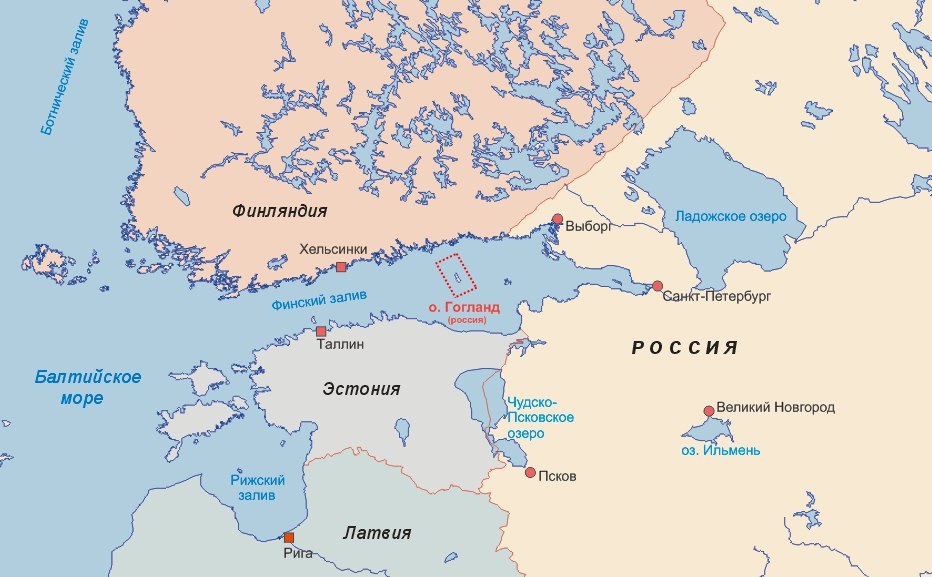 Ботнический залив
Финляндия
Ладожское озеро
Выборг
Хельсинки
Финский залив
о. Гогланд
(россия)
Санкт-Петербург
Таллин
РОССИЯ
Балтийское
море
Эстония
Чудско-
Псковское
озеро
Великий Новгород
оз. Ильмень
Рижский
залив
Псков
Латвия
Рига